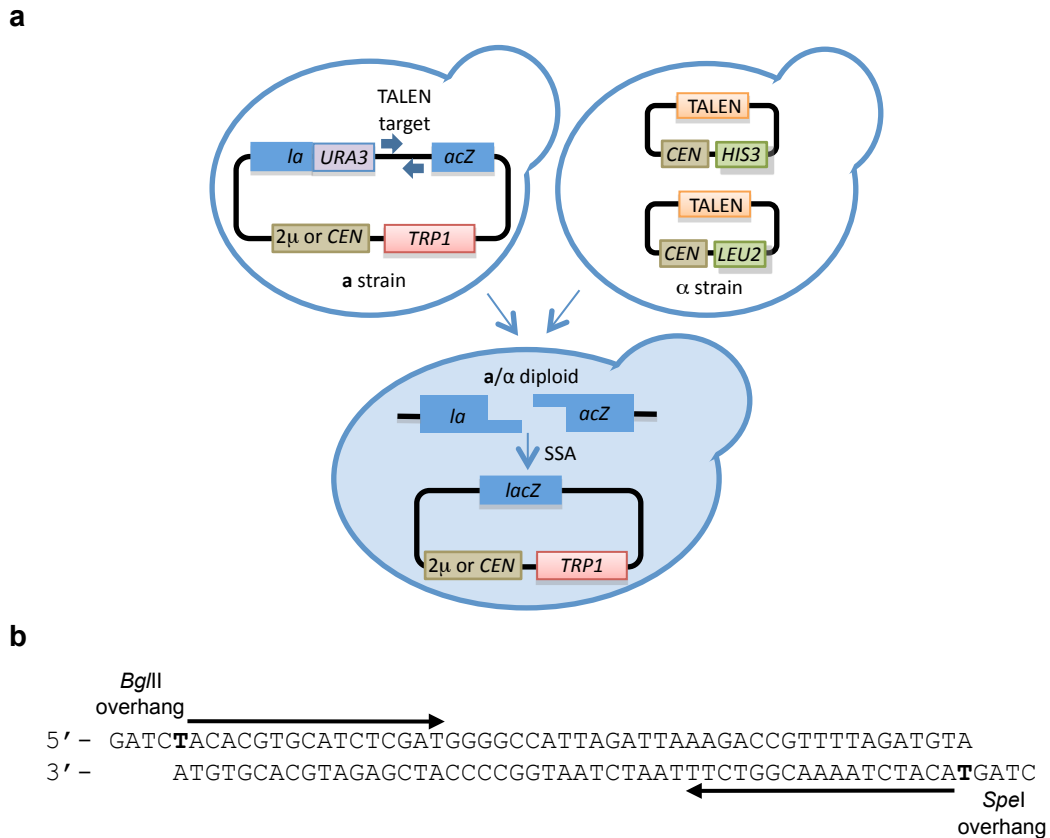 a
TALEN
target
la URA3 acZ
2μ or CEN TRP1
a strain
TALEN
CEN HIS3
TALEN
CEN LEU2
α strain
a/α diploid
la acZ
SSA
lacZ
2μ or CEN TRP1
b
BglII
overhang
5’- GATCTACACGTGCATCTCGATGGGGCCATTAGATTAAAGACCGTTTTAGATGTA
3’- ATGTGCACGTAGAGCTACCCCGGTAATCTAATTTCTGGCAAAATCTACATGATC
SpeI
overhang